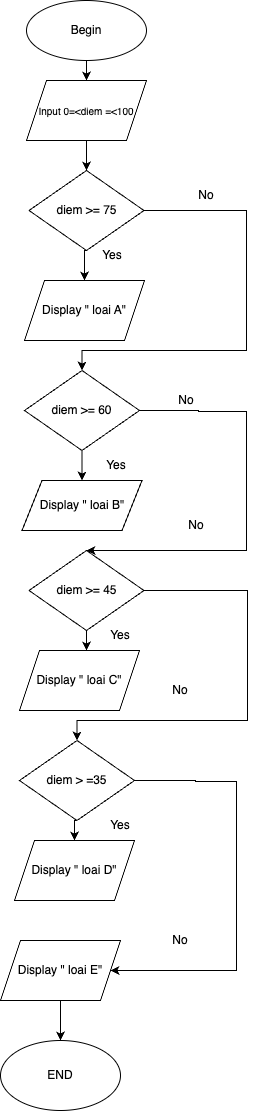 Begin
Input 0=<diem =<100
diem >= 75
No
Yes
Display " loai A"
diem >= 60
No
Yes
Display " loai B"
No
diem >= 45
Yes
Display " loai C"
No
diem > =35
Yes
Display " loai D"
No
Display " loai E"
END